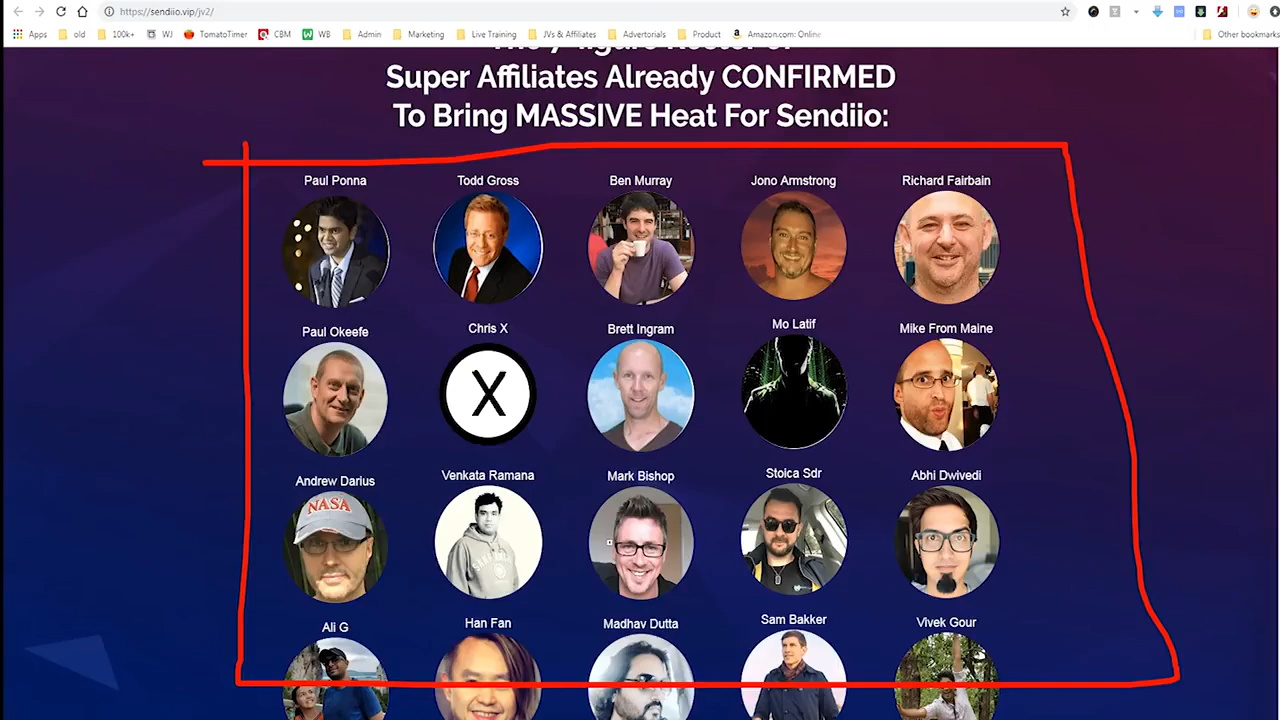 https://sendiio.vip/jv2/
Apps old 100k+ WJ TomatoTimer CBM WB Admin Marketing Live Training JVs & Affiliates Advertorials Product Amazon.com: Online Other bookmarks
Super Affiliates Already CONFIRMED
To Bring MASSIVE Heat For Sendiio:
Paul Ponna Todd Gross Ben Murray Jono Armstrong Richard Fairbain
Paul Okeefe Chris X Brett Ingram Mo Latif Mike From Maine
X
Andrew Darius Venkata Ramana Mark Bishop Stoica Sdr Abhi Dwivedi
NASA
Ali G Han Fan Madhav Dutta Sam Bakker Vivek Gour